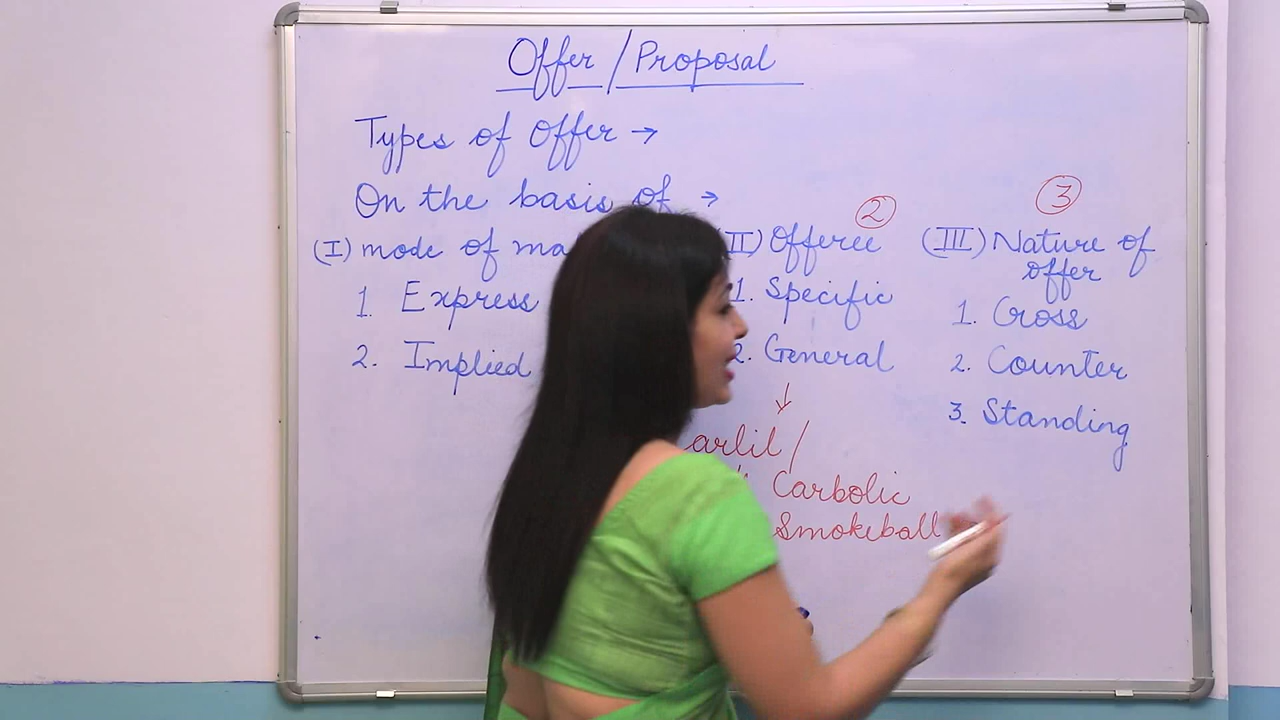 Offer / Proposal
Types of Offer →
On the basis of →
(I) mode of
1. Express
2. Implied
(II) Offeree ②
1. Specific
2. General
↓
arlil /
Carbolic
Smokeball
③
(III) Nature of
offer
1. Cross
2. Counter
3. Standing